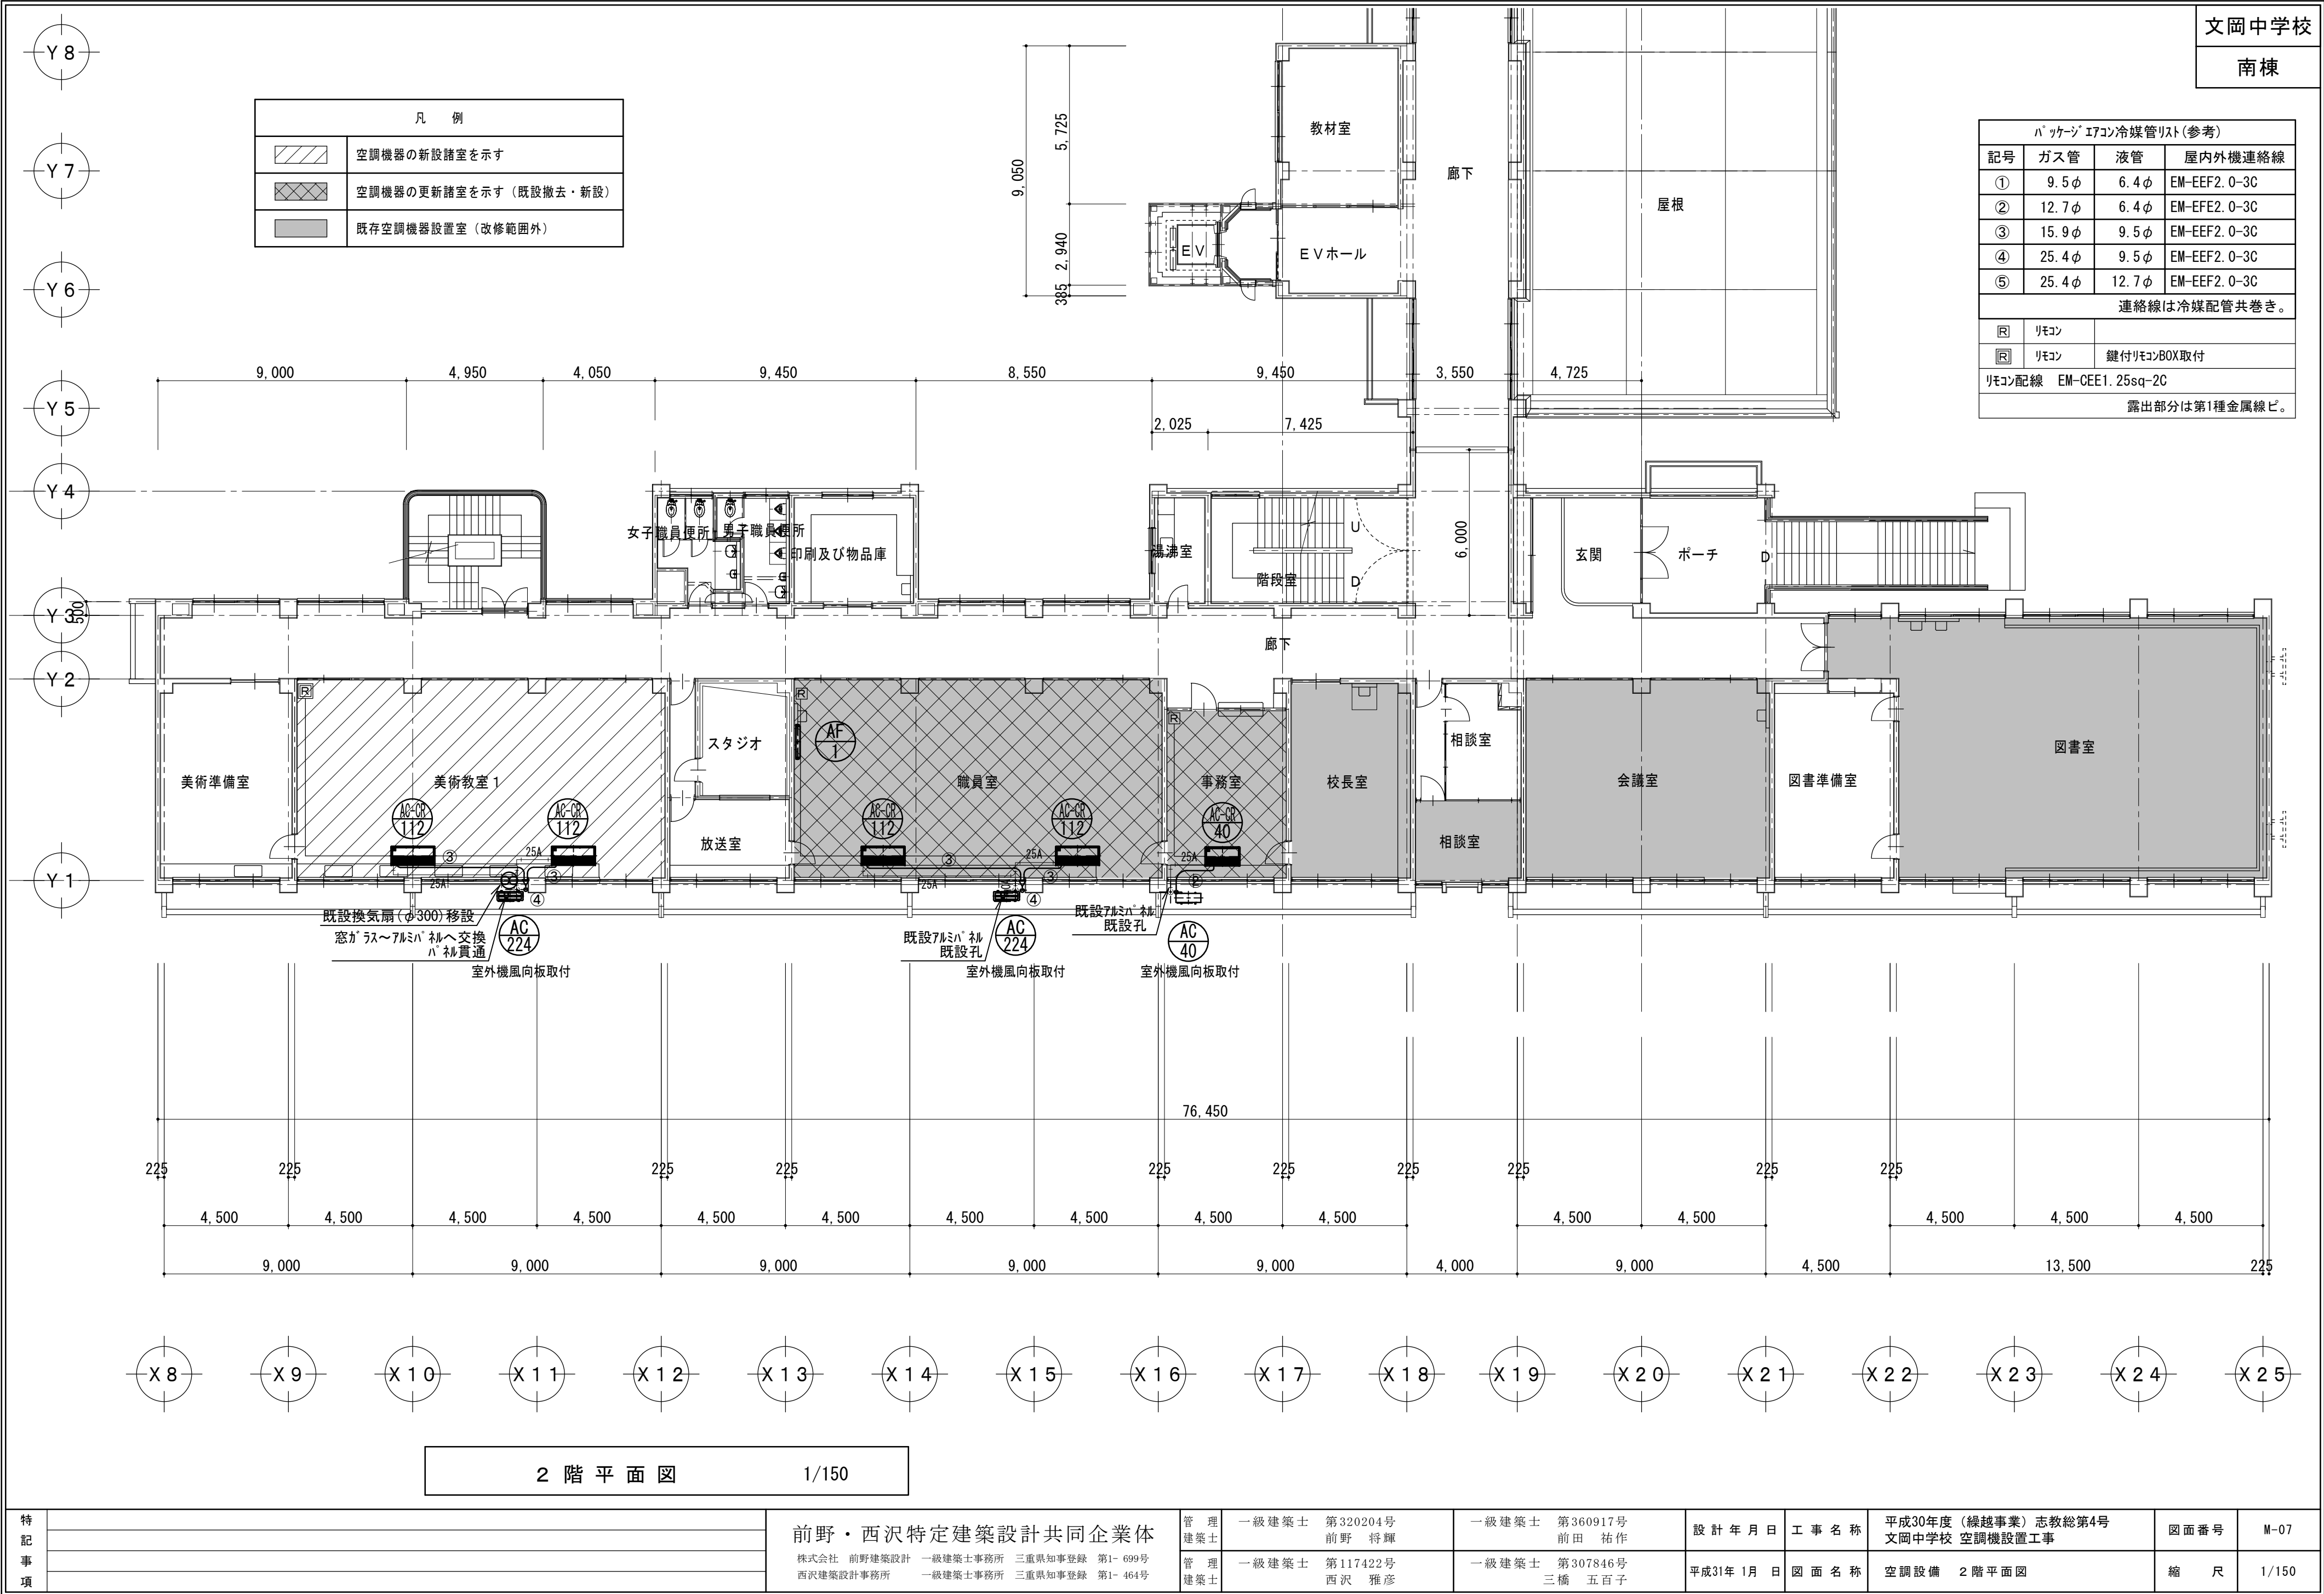 文岡中学校
南棟
Y8
Y7
Y6
Y5
Y4
Y3
Y2
Y1
凡　例
空調機器の新設諸室を示す
空調機器の更新諸室を示す（既設撤去・新設）
既存空調機器設置室（改修範囲外）
ﾊﾟｯｹｰｼﾞｴｱｺﾝ冷媒管ﾘｽﾄ(参考)
記号　ガス管　液管　屋内外機連絡線
①　9.5φ　6.4φ　EM-EEF2.0-3C
②　12.7φ　6.4φ　EM-EFE2.0-3C
③　15.9φ　9.5φ　EM-EEF2.0-3C
④　25.4φ　9.5φ　EM-EEF2.0-3C
⑤　25.4φ　12.7φ　EM-EEF2.0-3C
連絡線は冷媒配管共巻き。
R　ﾘﾓｺﾝ
R　ﾘﾓｺﾝ　鍵付ﾘﾓｺﾝBOX取付
ﾘﾓｺﾝ配線　EM-CEE1.25sq-2C
露出部分は第1種金属線ピ。
9,050
5,725
2,940
385
教材室
廊下
屋根
EV
EVホール
9,000　4,950　4,050　9,450　8,550　9,450　3,550　4,725
2,025　7,425
6,000
500
女子職員便所
男子職員便所
印刷及び物品庫
湯沸室
階段室
U
D
玄関
ポーチ
D
廊下
R
R
R
美術準備室
美術教室1
スタジオ
放送室
AF
1
職員室
事務室
校長室
相談室
相談室
会議室
図書準備室
図書室
AC-CR
112
AC-CR
112
AC-CR
112
AC-CR
112
AC-CR
40
③　25A　③　25A　④
③　25A　③　25A　④
25A　②
既設換気扇(φ300)移設
窓ｶﾞﾗｽ～ｱﾙﾐﾊﾟﾈﾙへ交換
ﾊﾟﾈﾙ貫通
AC
224
室外機風向板取付
既設ｱﾙﾐﾊﾟﾈﾙ
既設孔
AC
224
室外機風向板取付
既設ｱﾙﾐﾊﾟﾈﾙ
既設孔
AC
40
室外機風向板取付
76,450
225　225　225　225　225　225　225　225　225　225
4,500　4,500　4,500　4,500　4,500　4,500　4,500　4,500　4,500　4,500　4,500　4,500　4,500　4,500　4,500
9,000　9,000　9,000　9,000　9,000　4,000　9,000　4,500　13,500　225
X8　X9　X10　X11　X12　X13　X14　X15　X16　X17　X18　X19　X20　X21　X22　X23　X24　X25
2階平面図　1/150
特記事項
前野・西沢特定建築設計共同企業体
株式会社　前野建築設計　一級建築士事務所　三重県知事登録　第1- 699号
西沢建築設計事務所　一級建築士事務所　三重県知事登録　第1- 464号
管理建築士　一級建築士　第320204号　前野　将輝
一級建築士　第360917号　前田　祐作
管理建築士　一級建築士　第117422号　西沢　雅彦
一級建築士　第307846号　三橋　五百子
設計年月日
平成31年 1月　日
工事名称
平成30年度（繰越事業）志教総第4号
文岡中学校 空調機設置工事
図面名称
空調設備　2階平面図
図面番号　M-07
縮　尺　1/150